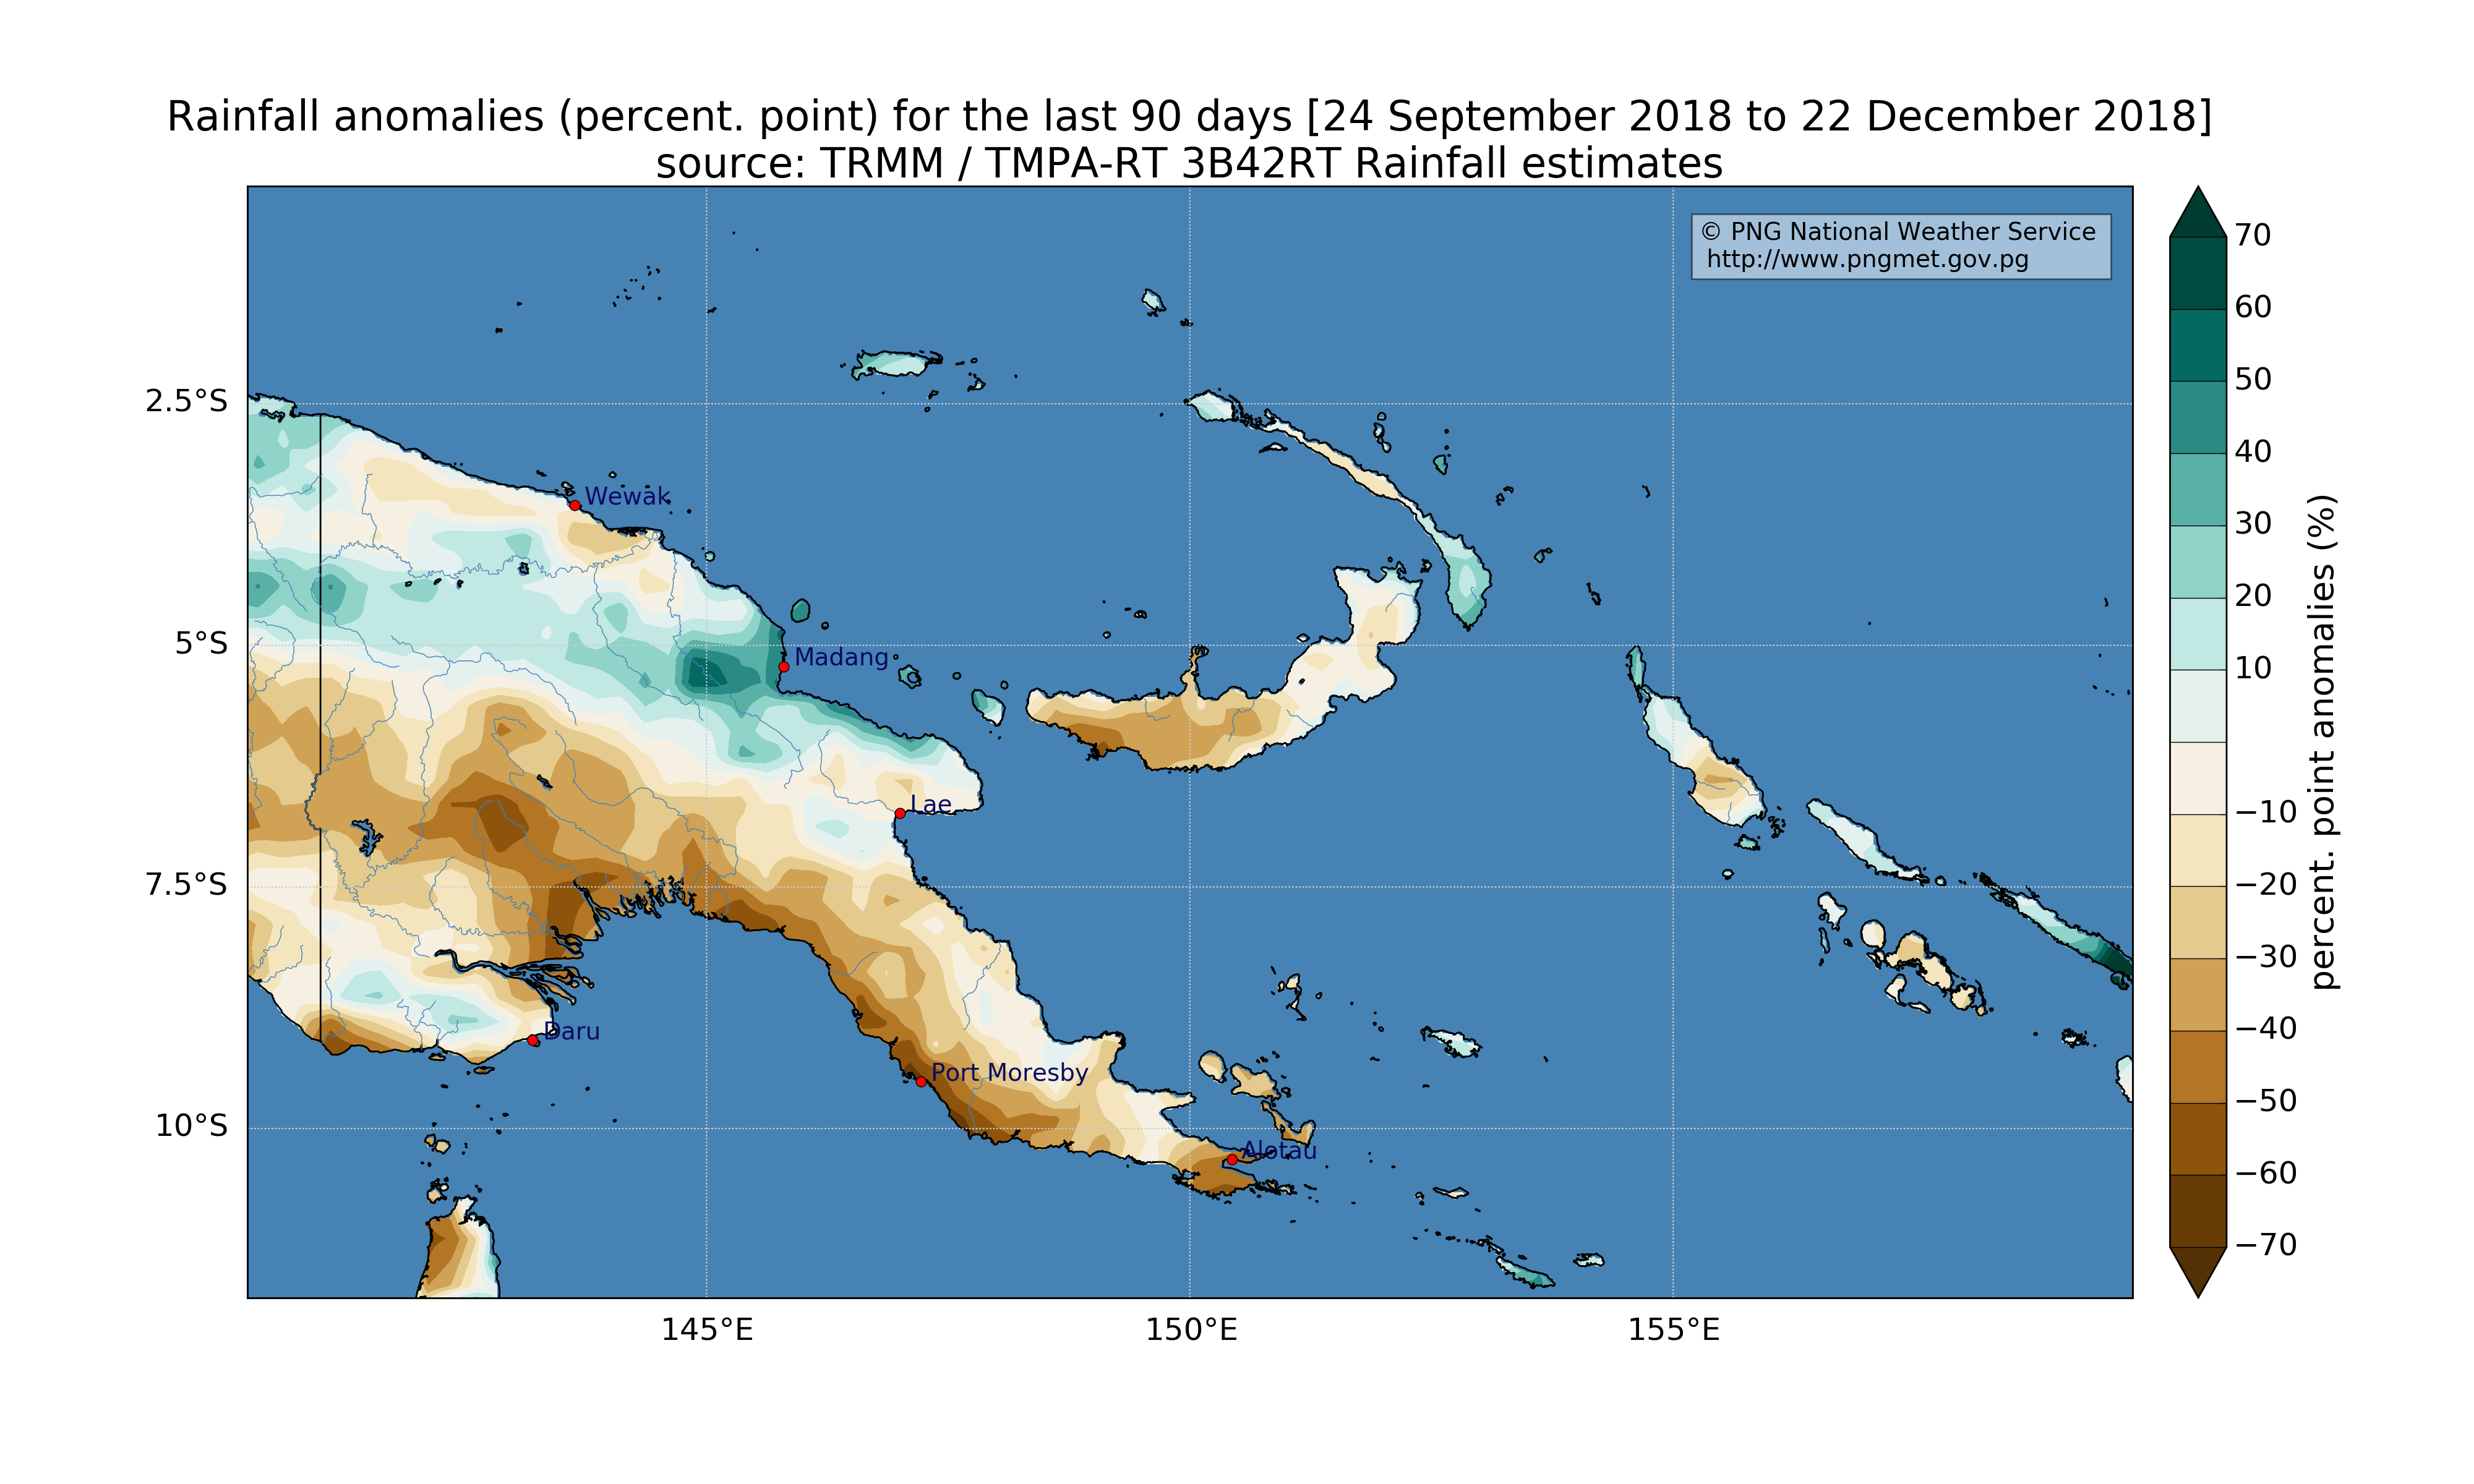 Rainfall anomalies (percent. point) for the last 90 days [24 September 2018 to 22 December 2018]
source: TRMM / TMPA-RT 3B42RT Rainfall estimates
© PNG National Weather Service
http://www.pngmet.gov.pg
2.5°S
5°S
7.5°S
10°S
Wewak
Madang
Lae
Daru
Port Moresby
Alotau
145°E
150°E
155°E
70
60
50
40
30
20
10
−10
−20
−30
−40
−50
−60
−70
percent. point anomalies (%)